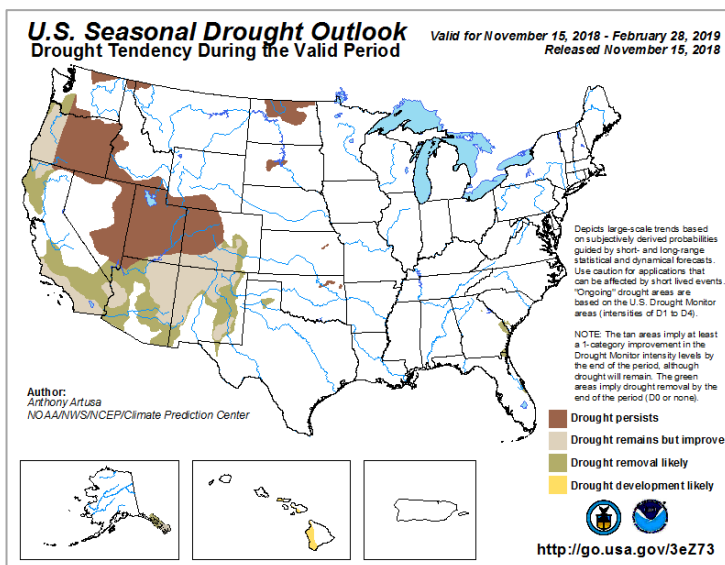 U.S. Seasonal Drought Outlook
Drought Tendency During the Valid Period
Valid for November 15, 2018 - February 28, 2019
Released November 15, 2018
Depicts large-scale trends based
on subjectively derived probabilities
guided by short- and long-range
statistical and dynamical forecasts.
Use caution for applications that
can be affected by short lived events.
"Ongoing" drought areas are
based on the U.S. Drought Monitor
areas (intensities of D1 to D4).
NOTE: The tan areas imply at least
a 1-category improvement in the
Drought Monitor intensity levels by
the end of the period, although
drought will remain. The green
areas imply drought removal by the
end of the period (D0 or none).
Author:
Anthony Artusa
NOAA/NWS/NCEP/Climate Prediction Center
Drought persists
Drought remains but improves
Drought removal likely
Drought development likely
http://go.usa.gov/3eZ73